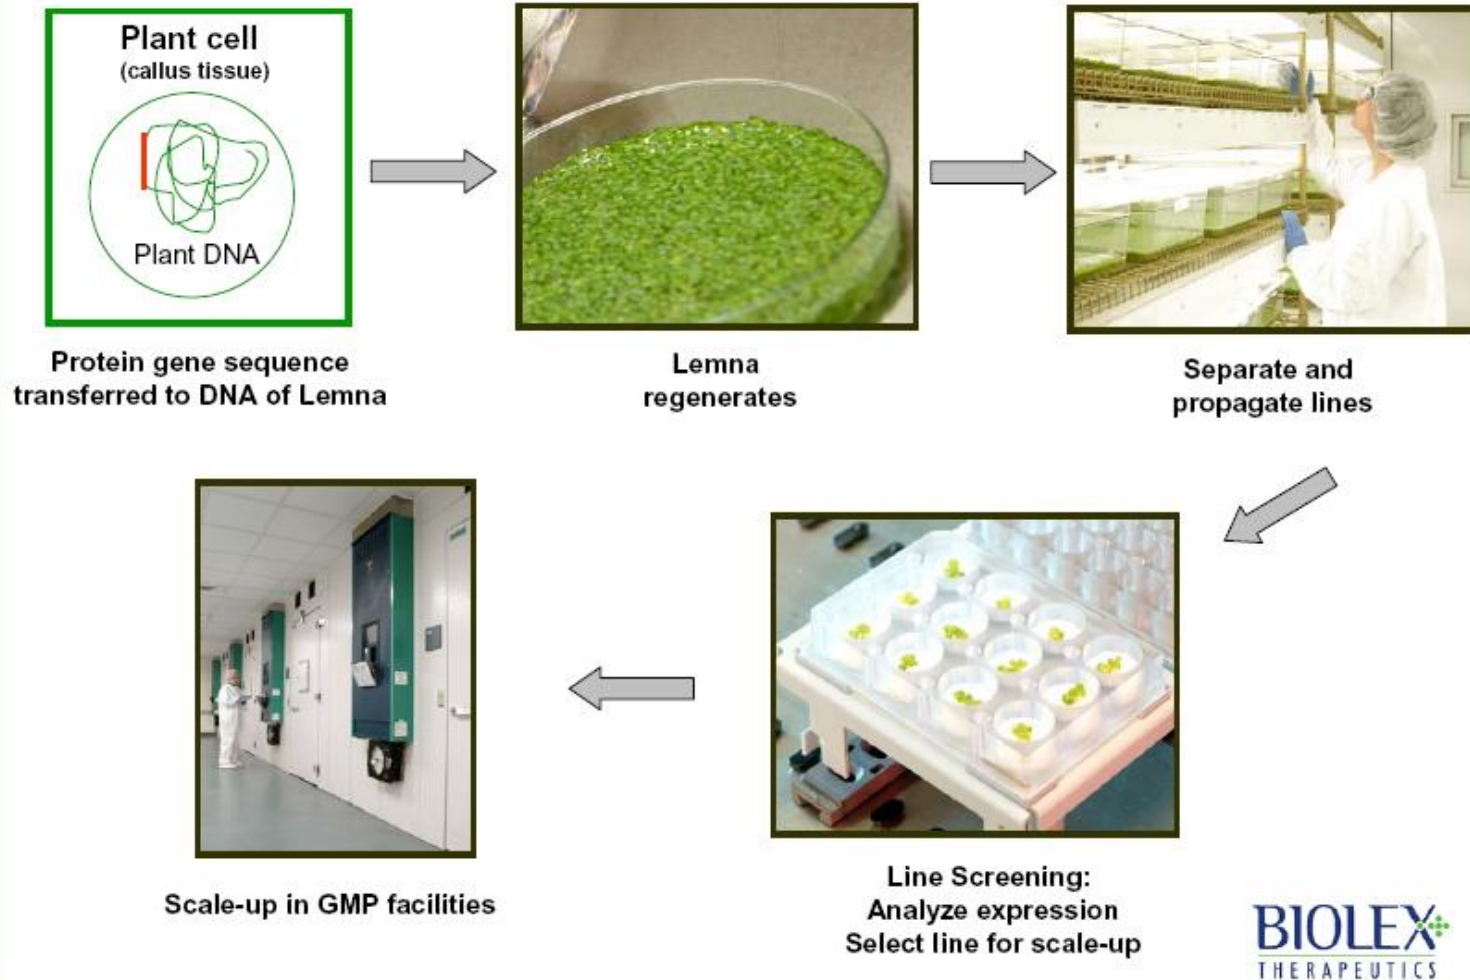 Plant cell
(callus tissue)
Plant DNA
Protein gene sequence
transferred to DNA of Lemna
Lemna
regenerates
Separate and
propagate lines
Scale-up in GMP facilities
Line Screening:
Analyze expression
Select line for scale-up
BIOLEX
THERAPEUTICS